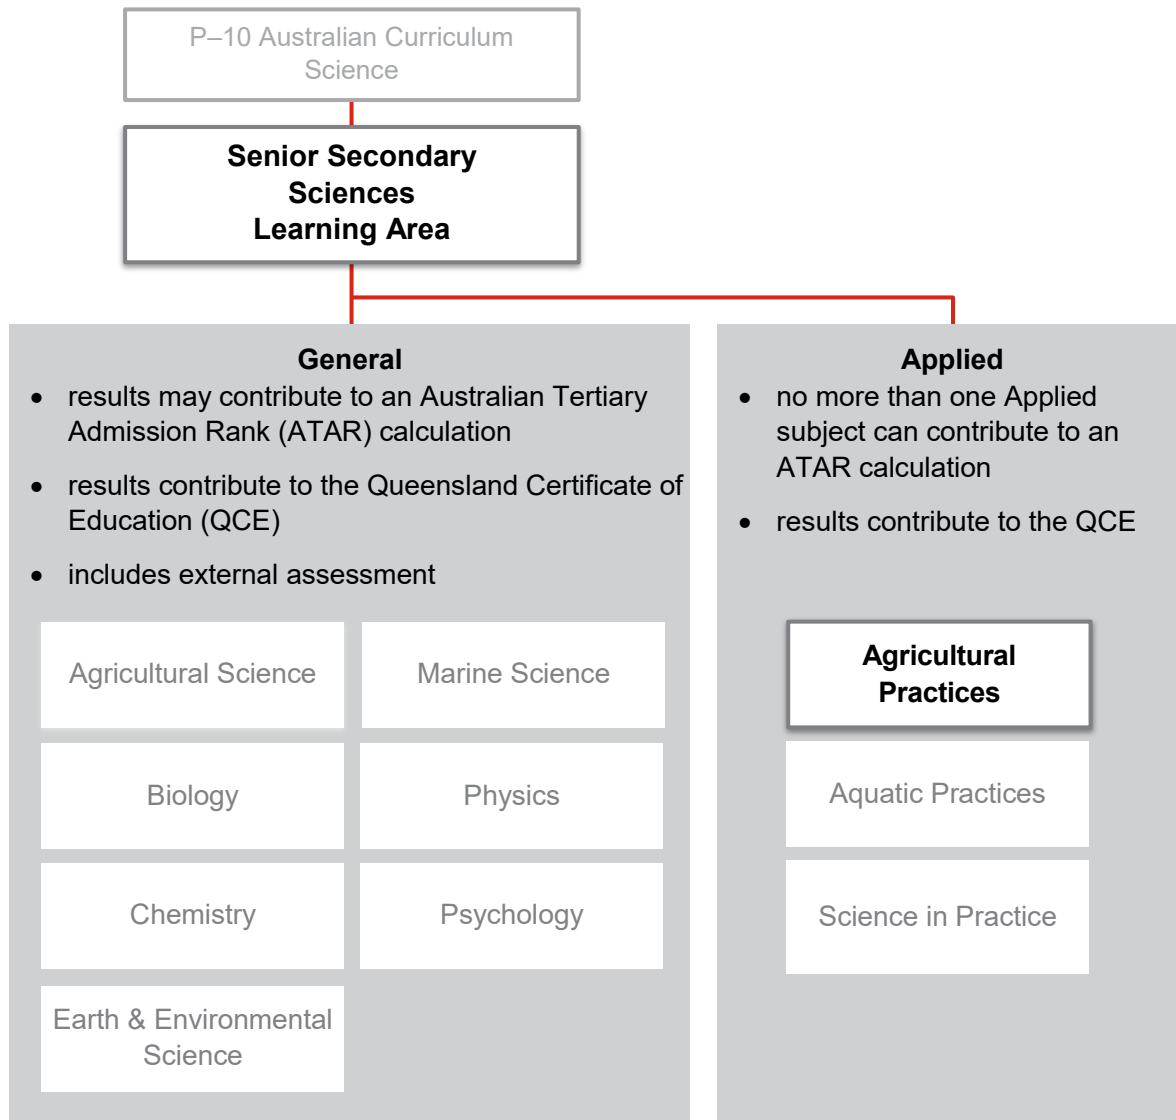 P–10 Australian Curriculum
Science
Senior Secondary
Sciences
Learning Area
General
• results may contribute to an Australian Tertiary
Admission Rank (ATAR) calculation
• results contribute to the Queensland Certificate of
Education (QCE)
• includes external assessment
Agricultural Science
Marine Science
Biology
Physics
Chemistry
Psychology
Earth & Environmental
Science
Applied
• no more than one Applied
subject can contribute to an
ATAR calculation
• results contribute to the QCE
Agricultural
Practices
Aquatic Practices
Science in Practice